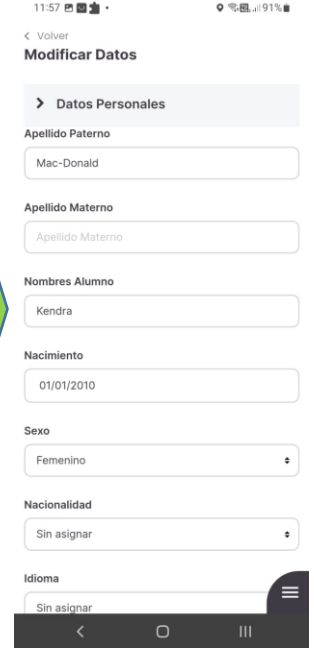 11:57
91%
Volver
Modificar Datos
Datos Personales
Apellido Paterno
Mac-Donald
Apellido Materno
Apellido Materno
Nombres Alumno
Kendra
Nacimiento
01/01/2010
Sexo
Femenino
Nacionalidad
Sin asignar
Idioma
Sin asignar